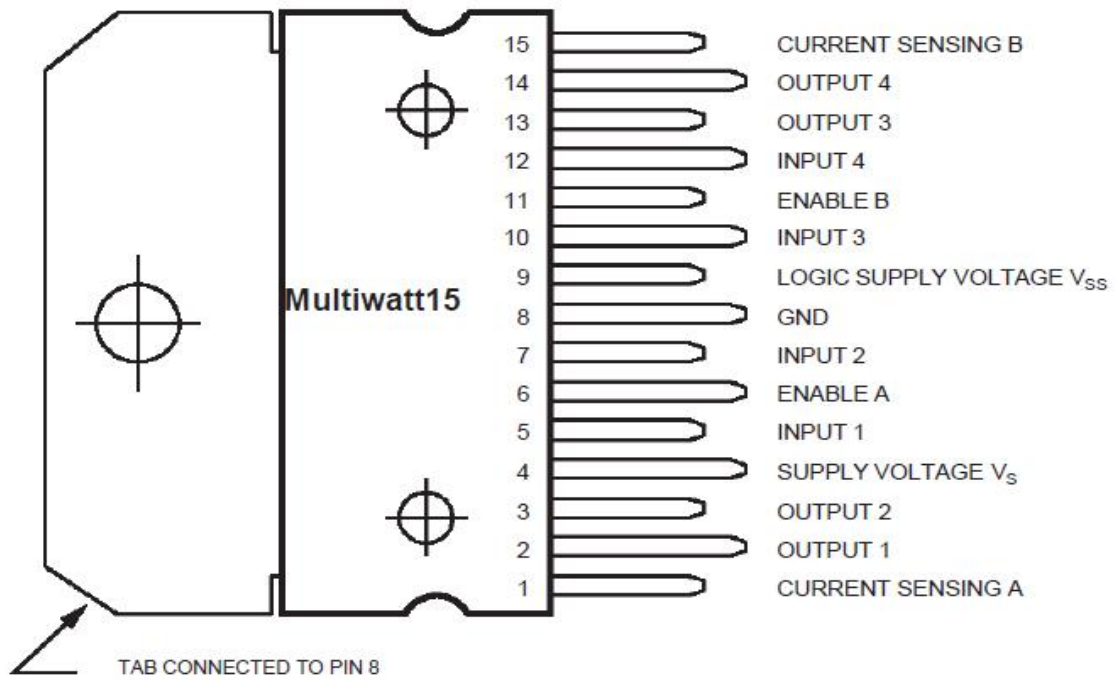 15 CURRENT SENSING B
14 OUTPUT 4
13 OUTPUT 3
12 INPUT 4
11 ENABLE B
10 INPUT 3
9 LOGIC SUPPLY VOLTAGE VSS
Multiwatt15
8 GND
7 INPUT 2
6 ENABLE A
5 INPUT 1
4 SUPPLY VOLTAGE VS
3 OUTPUT 2
2 OUTPUT 1
1 CURRENT SENSING A
TAB CONNECTED TO PIN 8